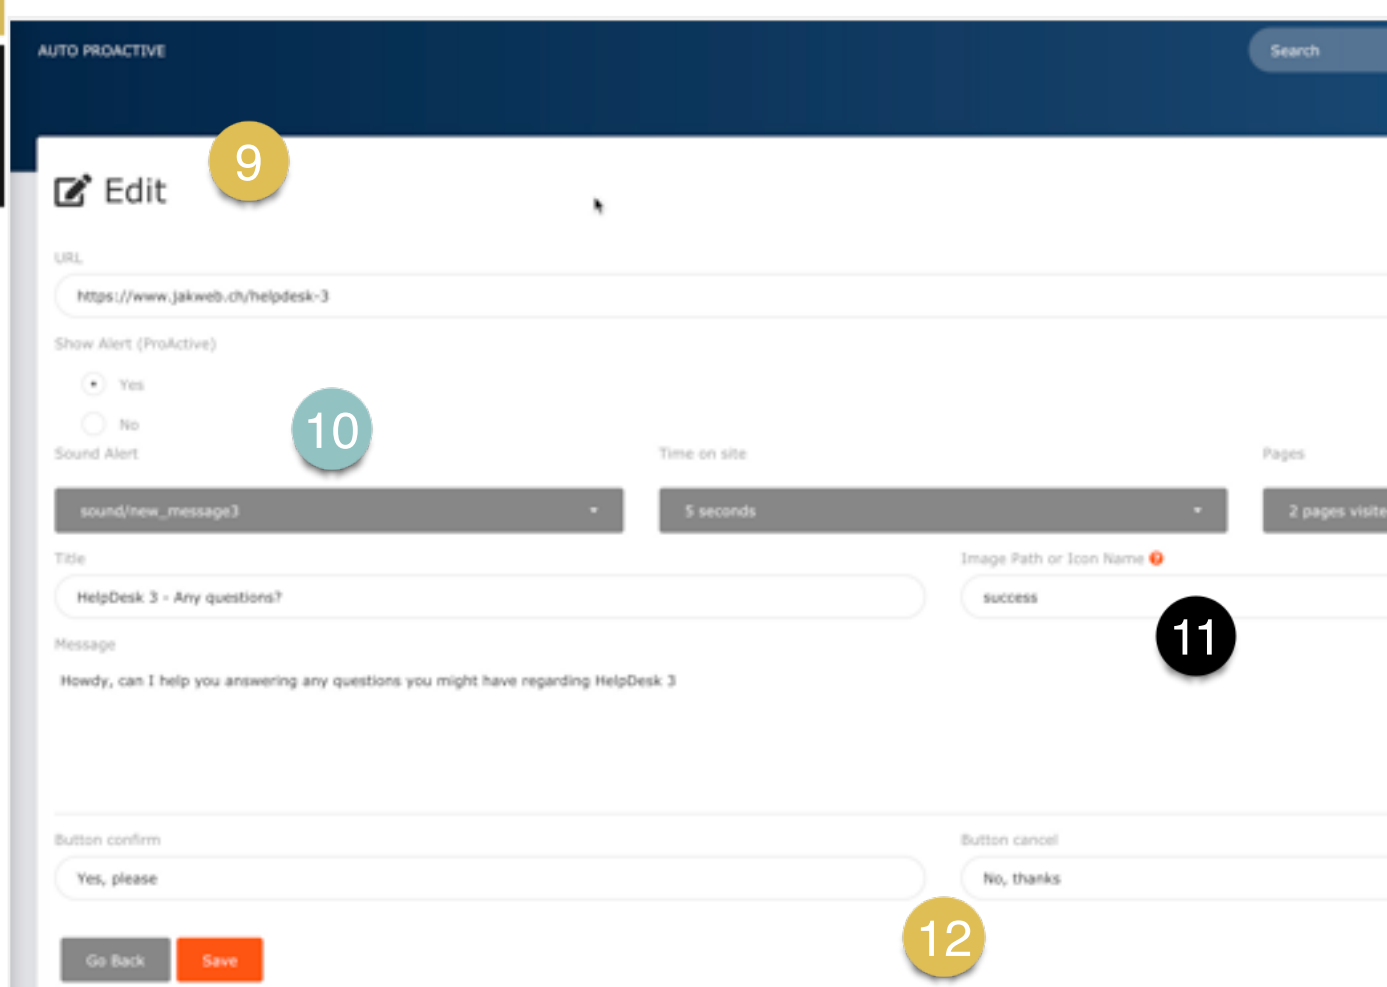 AUTO PROACTIVE
Search
9
Edit
URL
https://www.jakweb.ch/helpdesk-3
Show Alert (ProActive)
Yes
No
10
Sound Alert
Time on site
Pages
sound/new_message3
5 seconds
2 pages visite
Title
Image Path or Icon Name ?
HelpDesk 3 - Any questions?
success
11
Message
Howdy, can I help you answering any questions you might have regarding HelpDesk 3
Button confirm
Button cancel
Yes, please
No, thanks
12
Go Back
Save